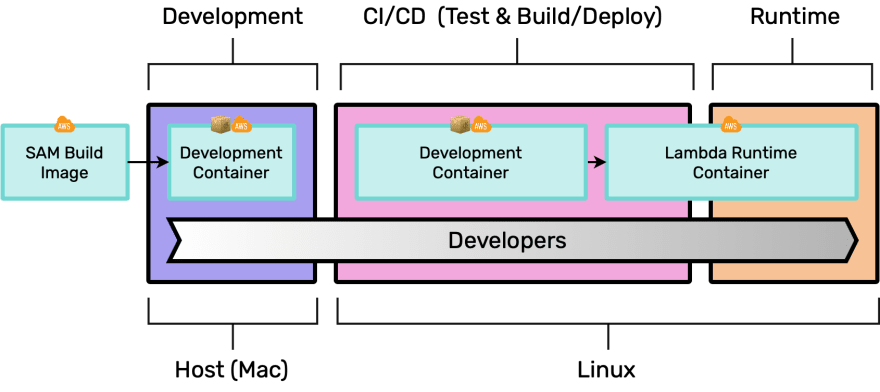 Development
CI/CD (Test & Build/Deploy)
Runtime
AWS
SAM Build
Image
AWS
Development
Container
AWS
Development
Container
AWS
Lambda Runtime
Container
Developers
Host (Mac)
Linux